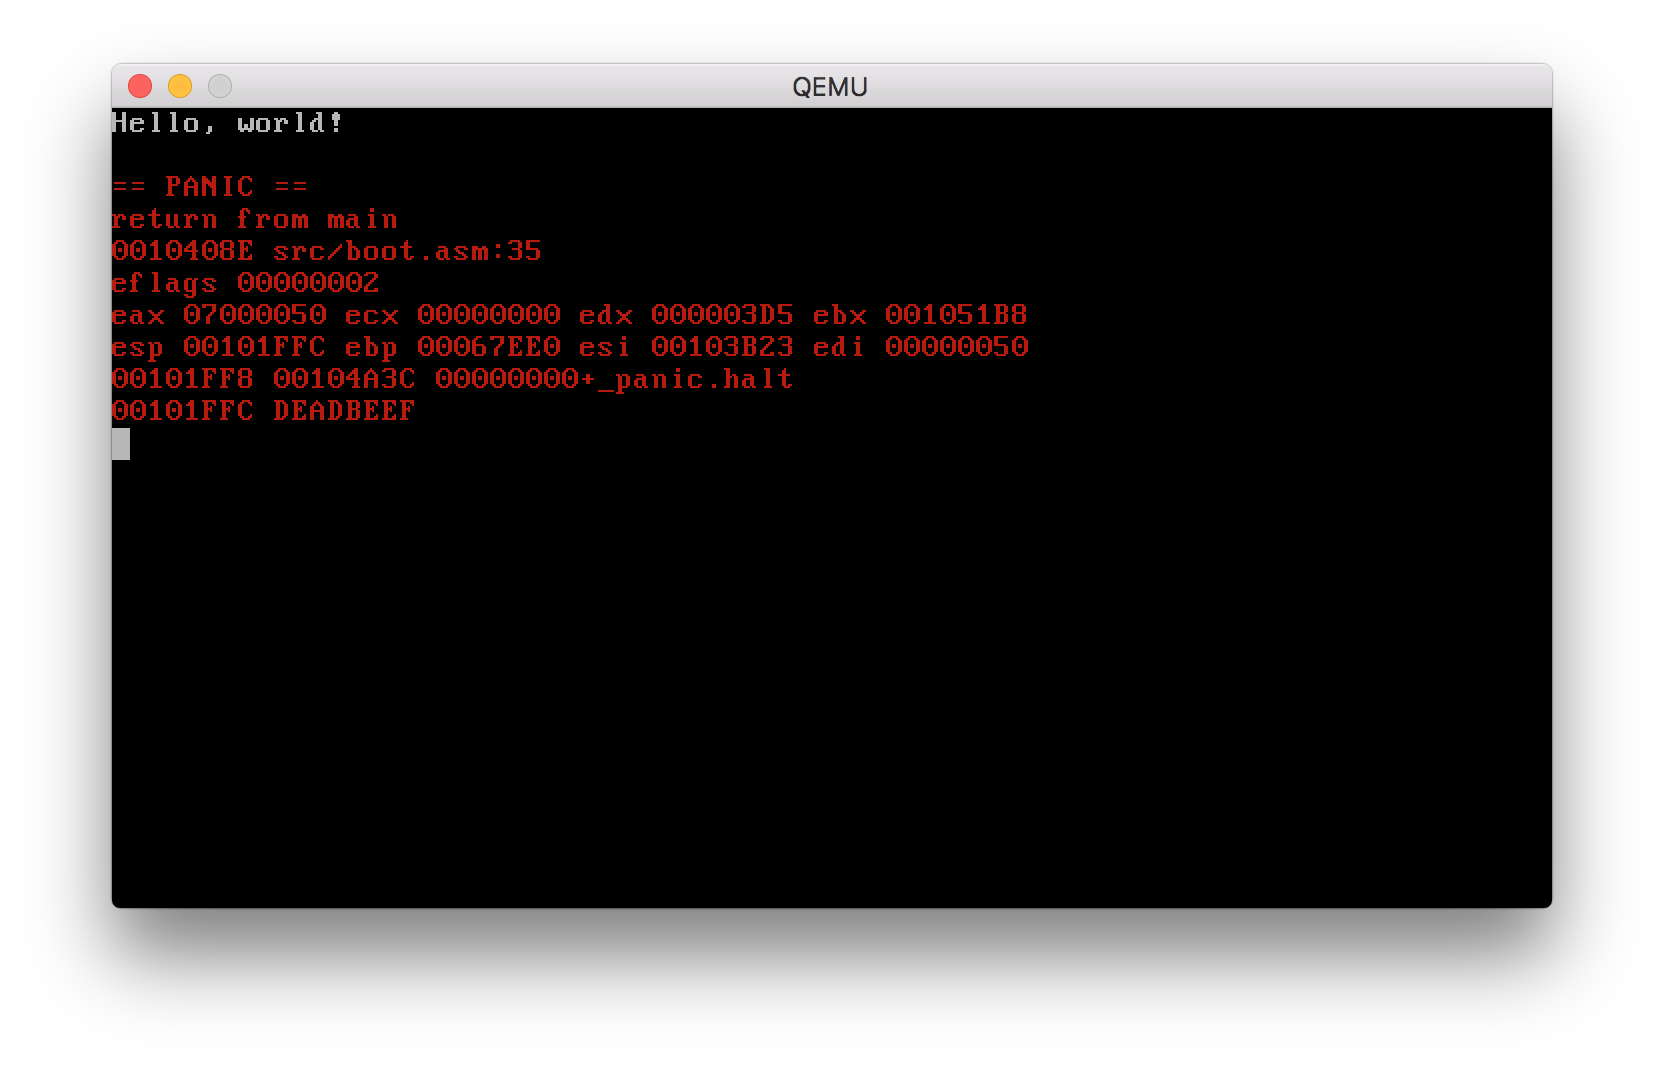 QEMU
Hello, world!
== PANIC ==
return from main
0010408E src/boot.asm:35
eflags 00000002
eax 07000050 ecx 00000000 edx 000003D5 ebx 001051B8
esp 00101FFC ebp 00067EE0 esi 00103B23 edi 00000050
00101FF8 00104A3C 00000000+_panic.halt
00101FFC DEADBEEF